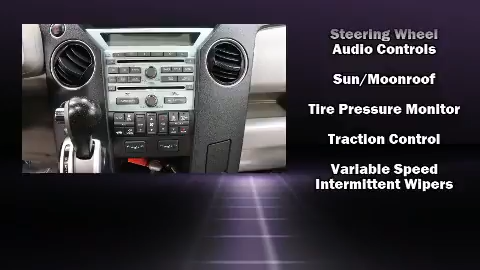 Steering Wheel
Audio Controls
Sun/Moonroof
Tire Pressure Monitor
Traction Control
Variable Speed
Intermittent Wipers